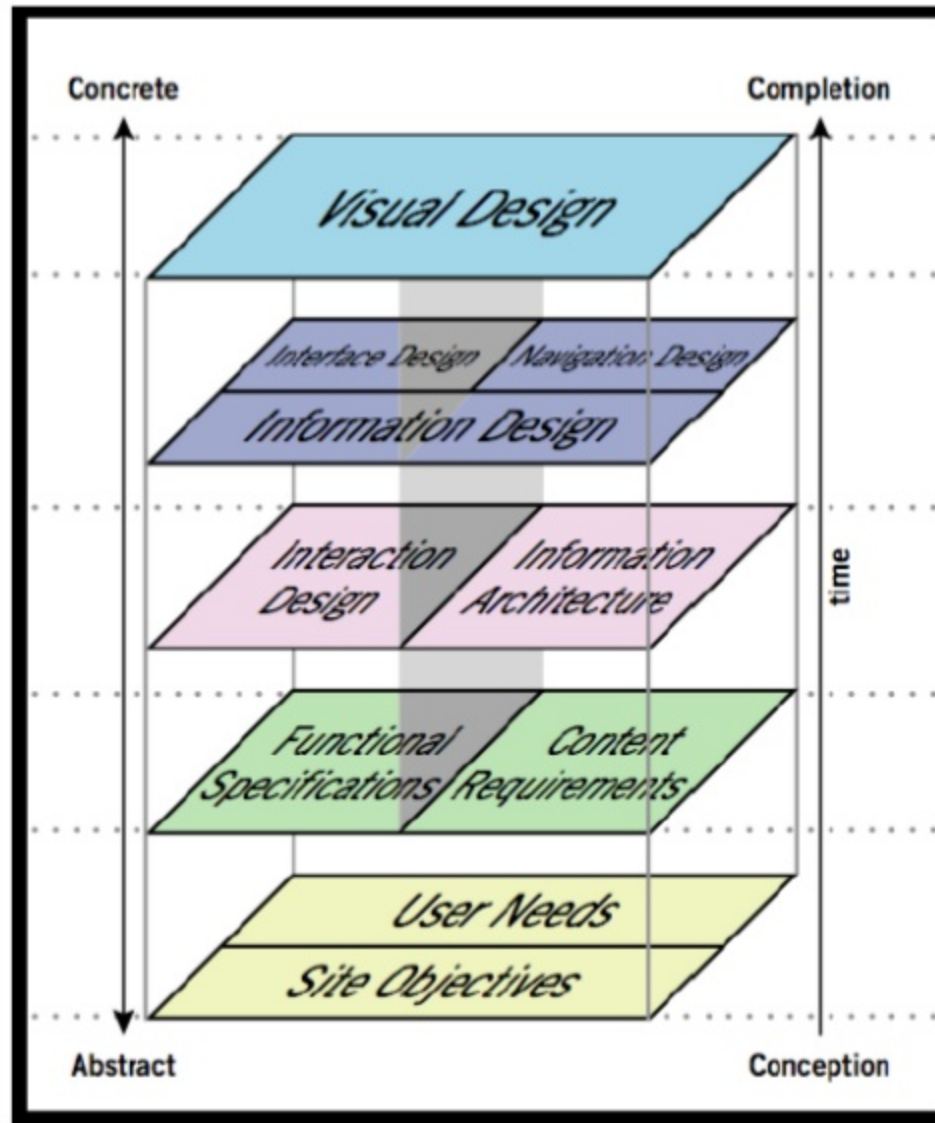 Concrete
Completion
Visual Design
Interface Design
Navigation Design
Information Design
Interaction
Design
Information
Architecture
time
Functional
Specifications
Content
Requirements
User Needs
Site Objectives
Abstract
Conception